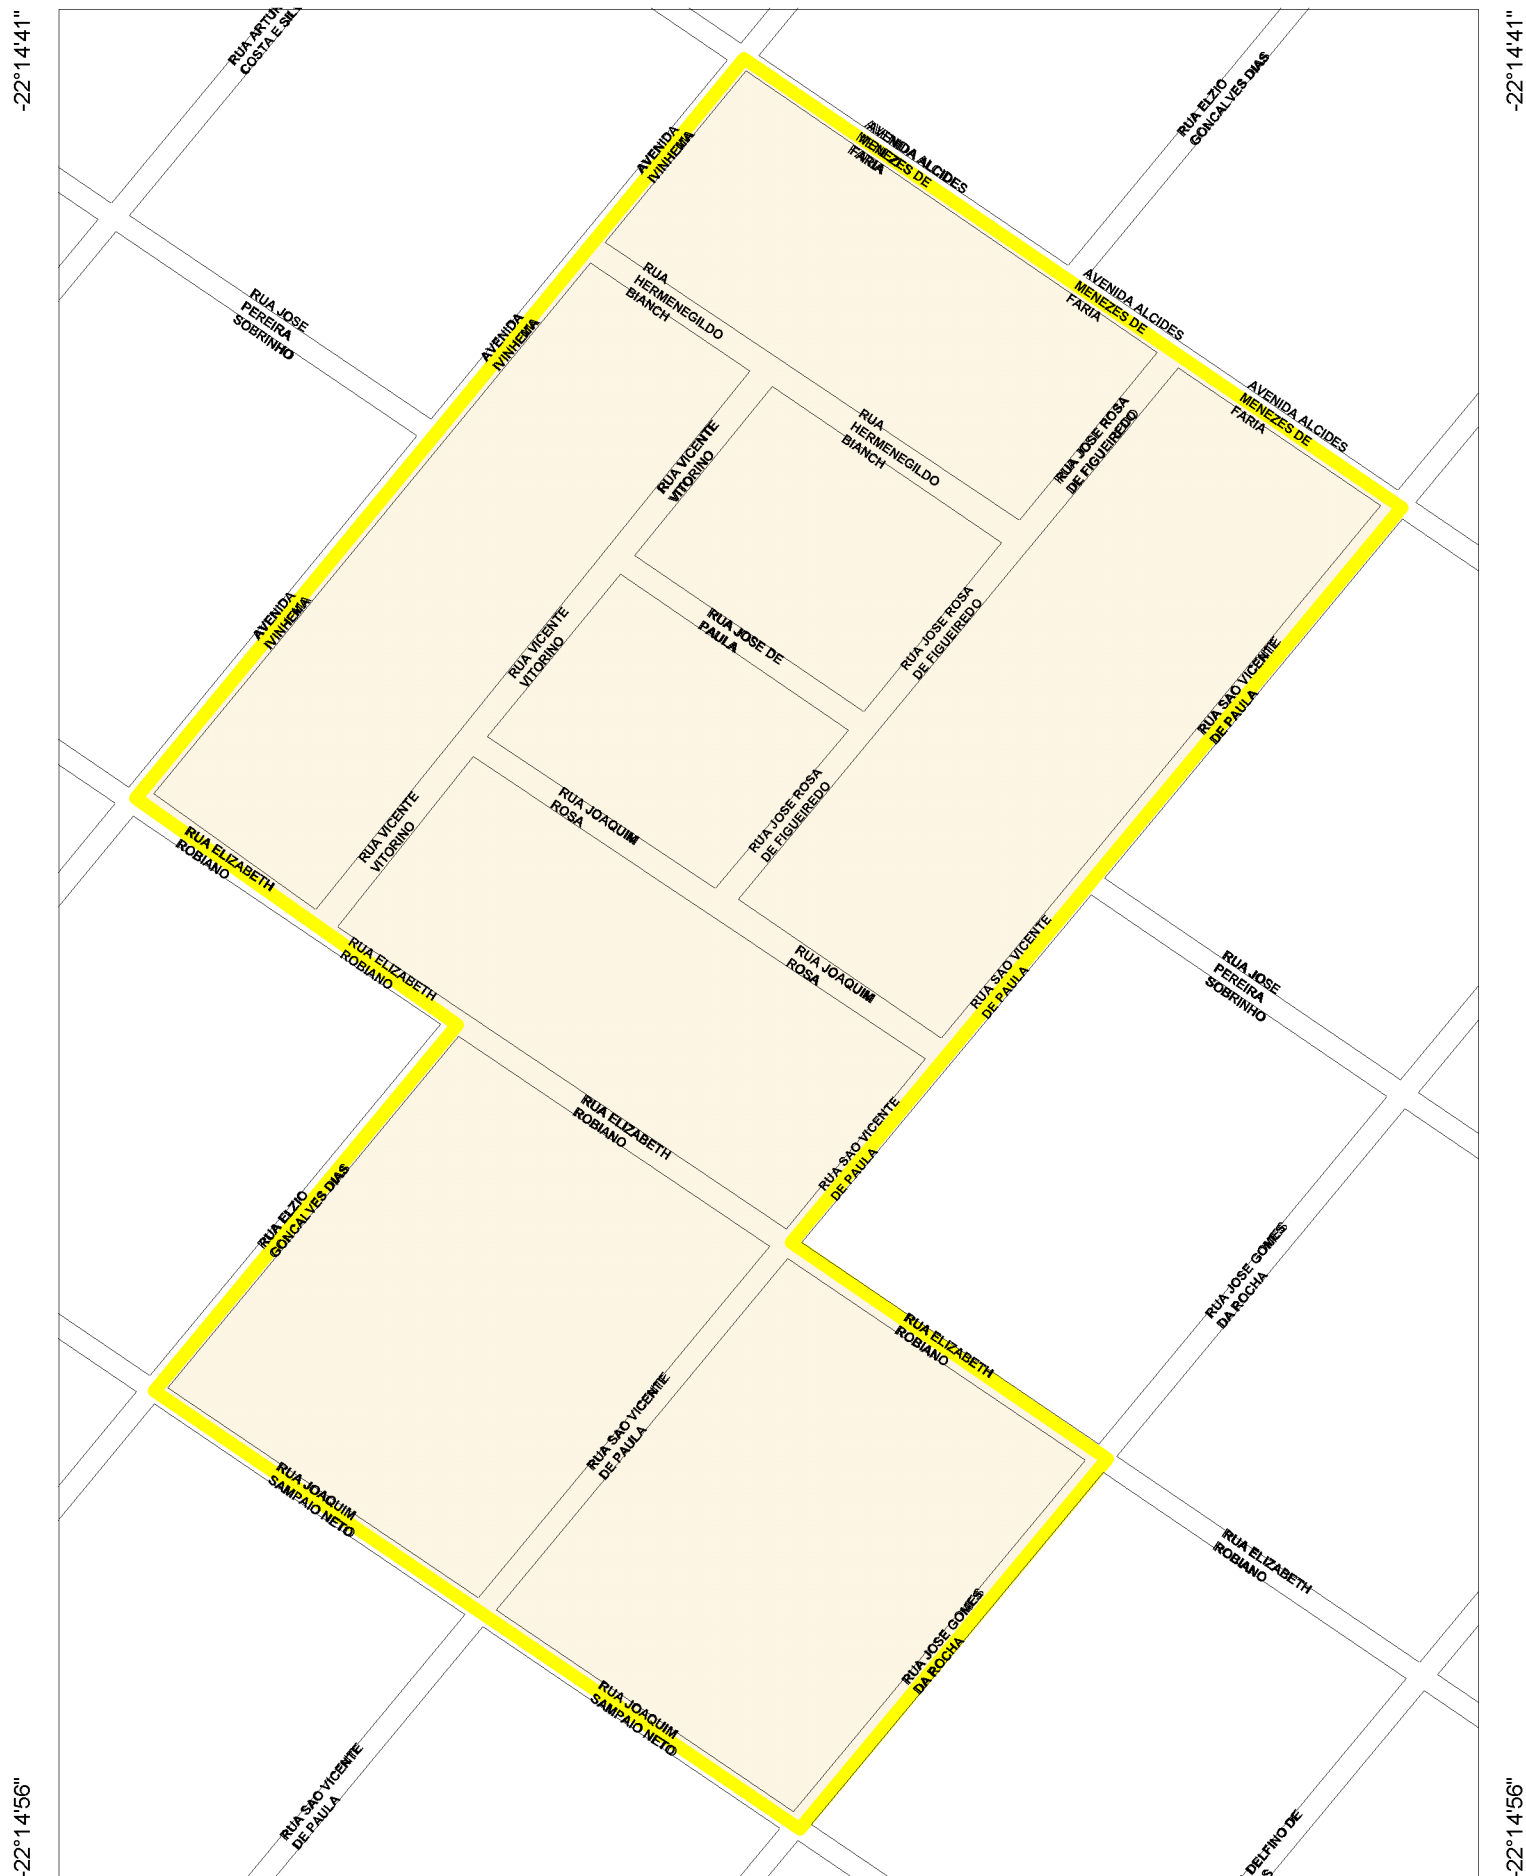 -22°14'41"
-22°14'41"
RUA ARTUR
COSTA E SIL
AVENIDA
IVINHEMA
AVENIDA ALCIDES
MENEZES DE
FARIA
RUA ELZIO
GONCALVES DIAS
RUA
HERMENEGILDO
BIANCH
AVENIDA ALCIDES
MENEZES DE
FARIA
RUA JOSE
PEREIRA
SOBRINHO
AVENIDA
IVINHEMA
AVENIDA ALCIDES
MENEZES DE
FARIA
RUA VICENTE
VITORINO
RUA
HERMENEGILDO
BIANCH
RUA JOSE ROSA
DE FIGUEIREDO
AVENIDA
IVINHEMA
RUA VICENTE
VITORINO
RUA JOSE DE
PAULA
RUA JOSE ROSA
DE FIGUEIREDO
RUA SAO VICENTE
DE PAULA
RUA ELIZABETH
ROBIANO
RUA VICENTE
VITORINO
RUA JOAQUIM
ROSA
RUA JOSE ROSA
DE FIGUEIREDO
RUA ELIZABETH
ROBIANO
RUA JOAQUIM
ROSA
RUA SAO VICENTE
DE PAULA
RUA JOSE
PEREIRA
SOBRINHO
RUA ELIZABETH
ROBIANO
RUA SAO VICENTE
DE PAULA
RUA ELZIO
GONCALVES DIAS
RUA JOSE GOMES
DA ROCHA
RUA ELIZABETH
ROBIANO
RUA SAO VICENTE
DE PAULA
RUA JOAQUIM
SAMPAIO NETO
RUA ELIZABETH
ROBIANO
RUA JOSE GOMES
DA ROCHA
RUA JOAQUIM
SAMPAIO NETO
RUA SAO VICENTE
DE PAULA
DELFINO DE
-22°14'56"
-22°14'56"